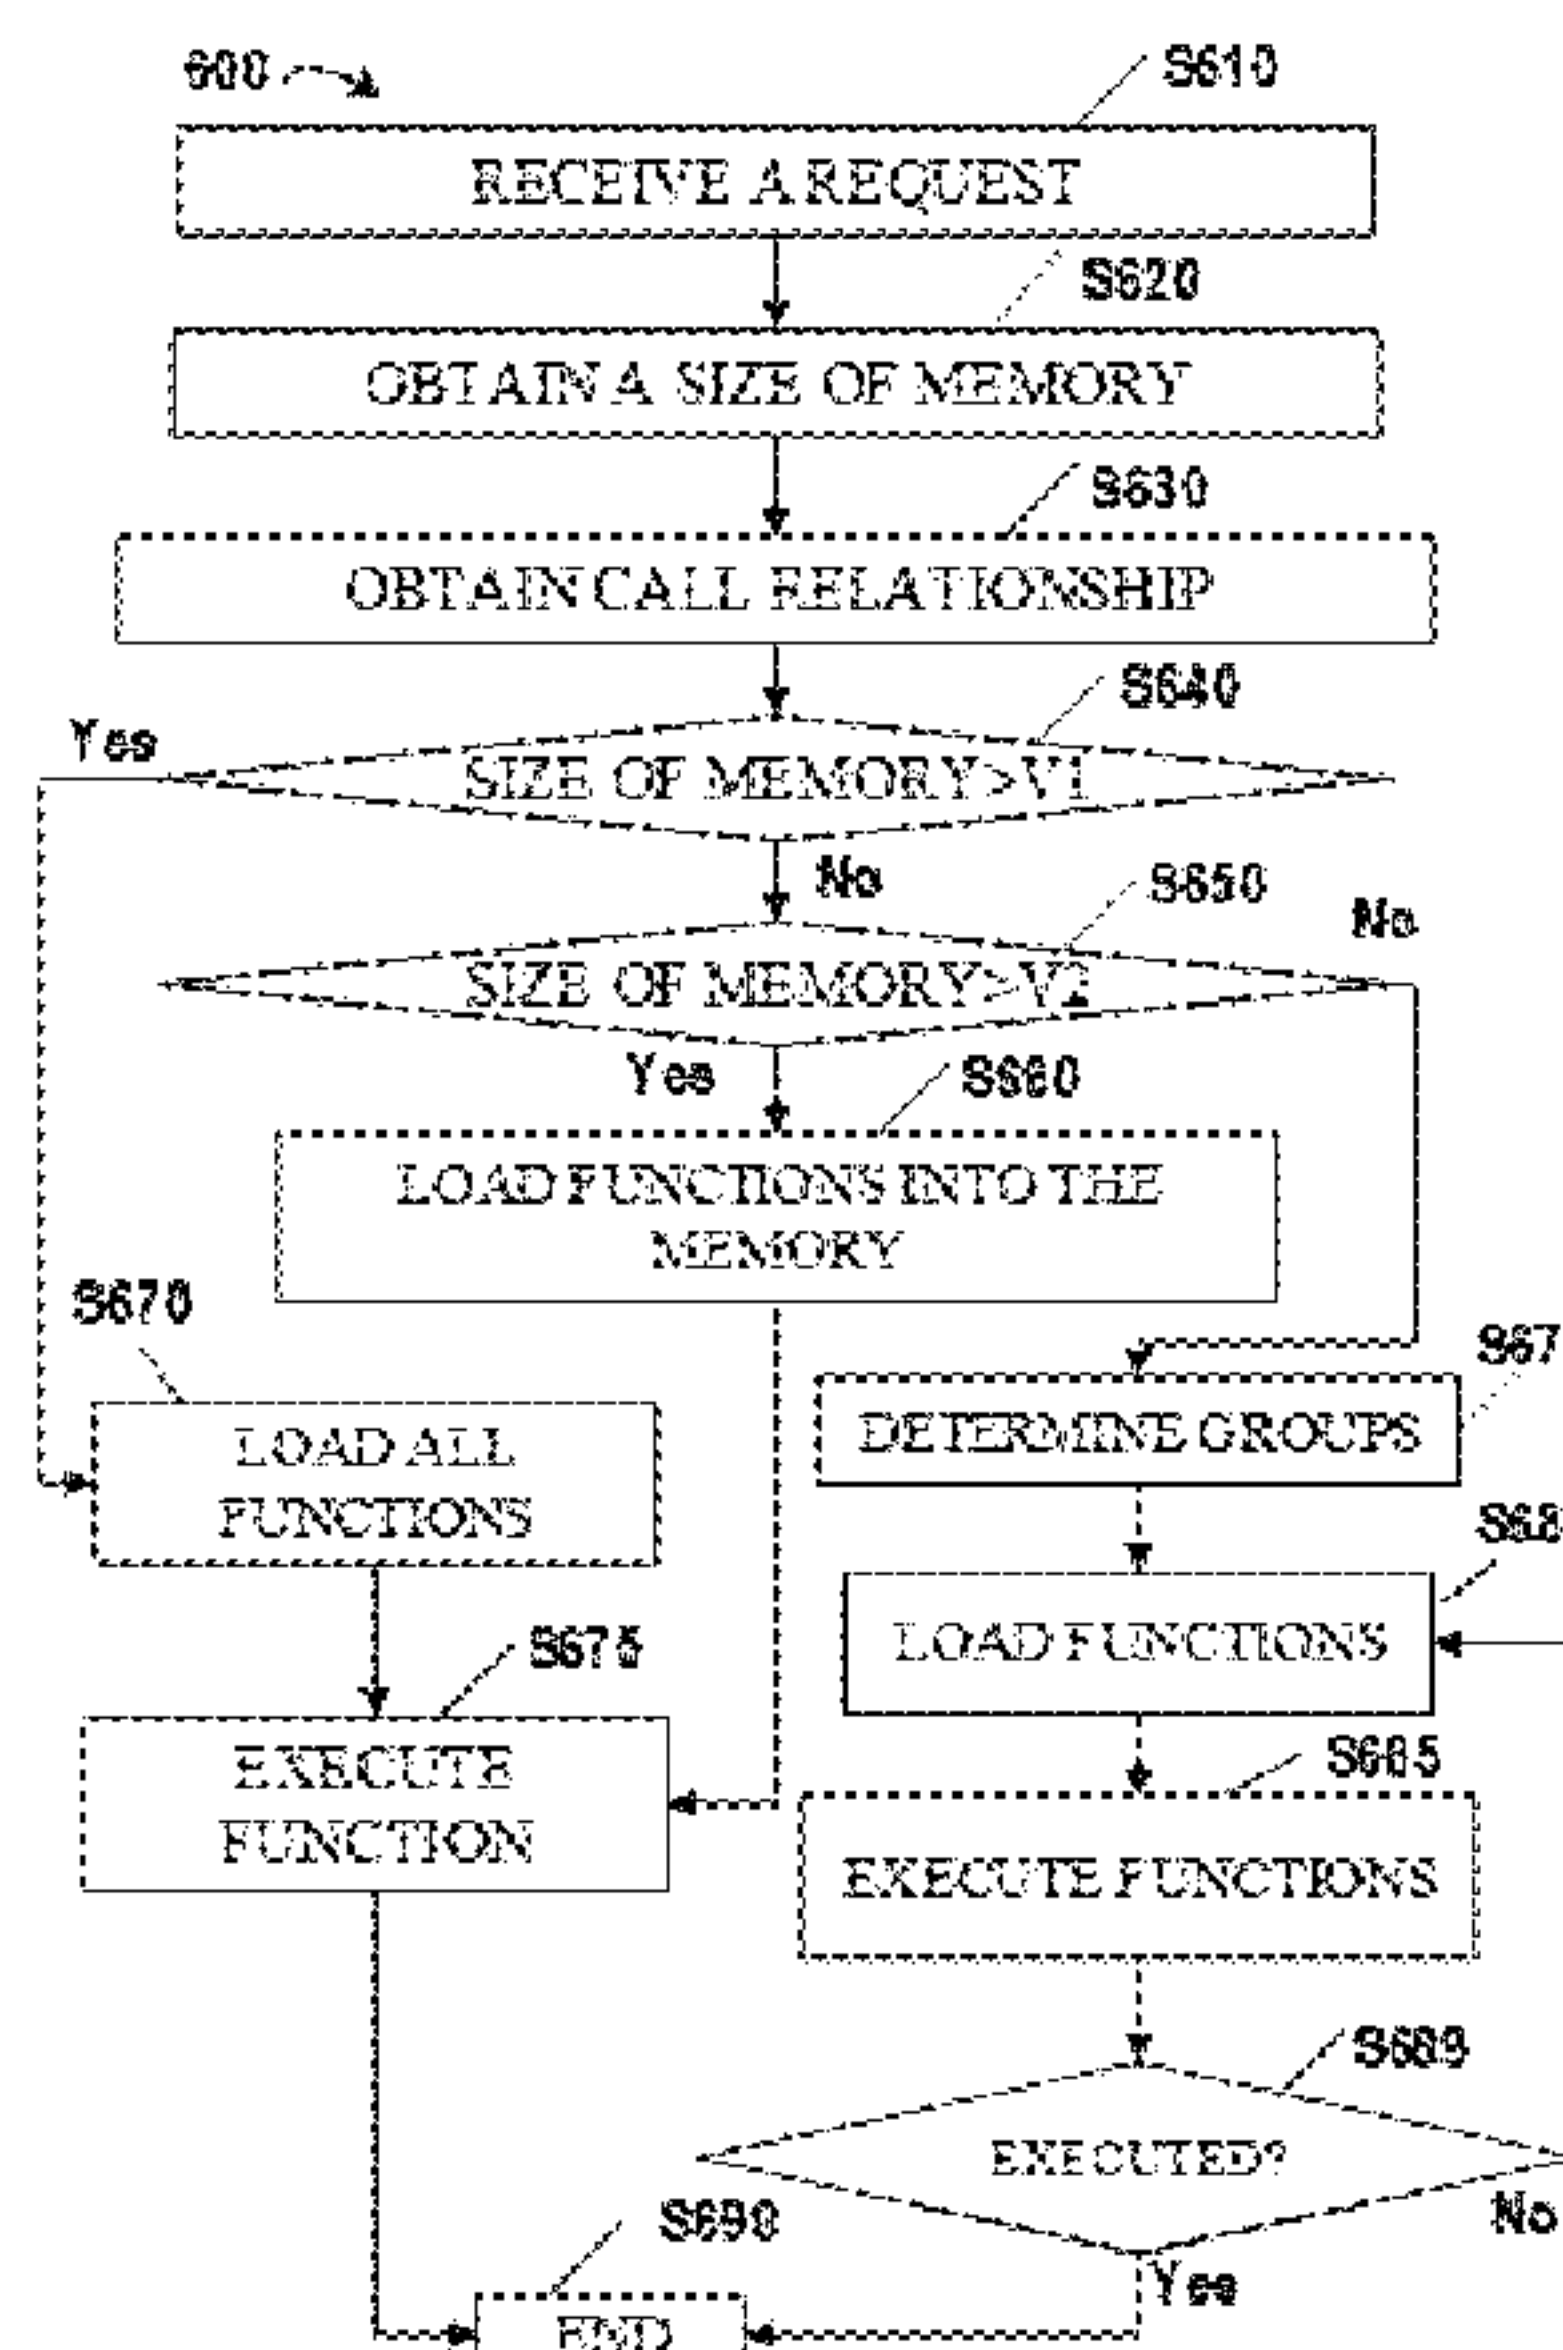 600
S610
RECEIVE A REQUEST
S620
OBTAIN A SIZE OF MEMORY
S630
OBTAIN CALL RELATIONSHIP
S640
Yes
SIZE OF MEMORY>V1
No
S650
No
SIZE OF MEMORY>V2
Yes
S660
LOAD FUNCTIONS INTO THE
MEMORY
S670
S67
DETERMINE GROUPS
LOAD ALL
FUNCTIONS
S68
LOAD FUNCTIONS
S675
EXECUTE
FUNCTION
S685
EXECUTE FUNCTIONS
S689
EXECUTED?
No
S690
Yes
END